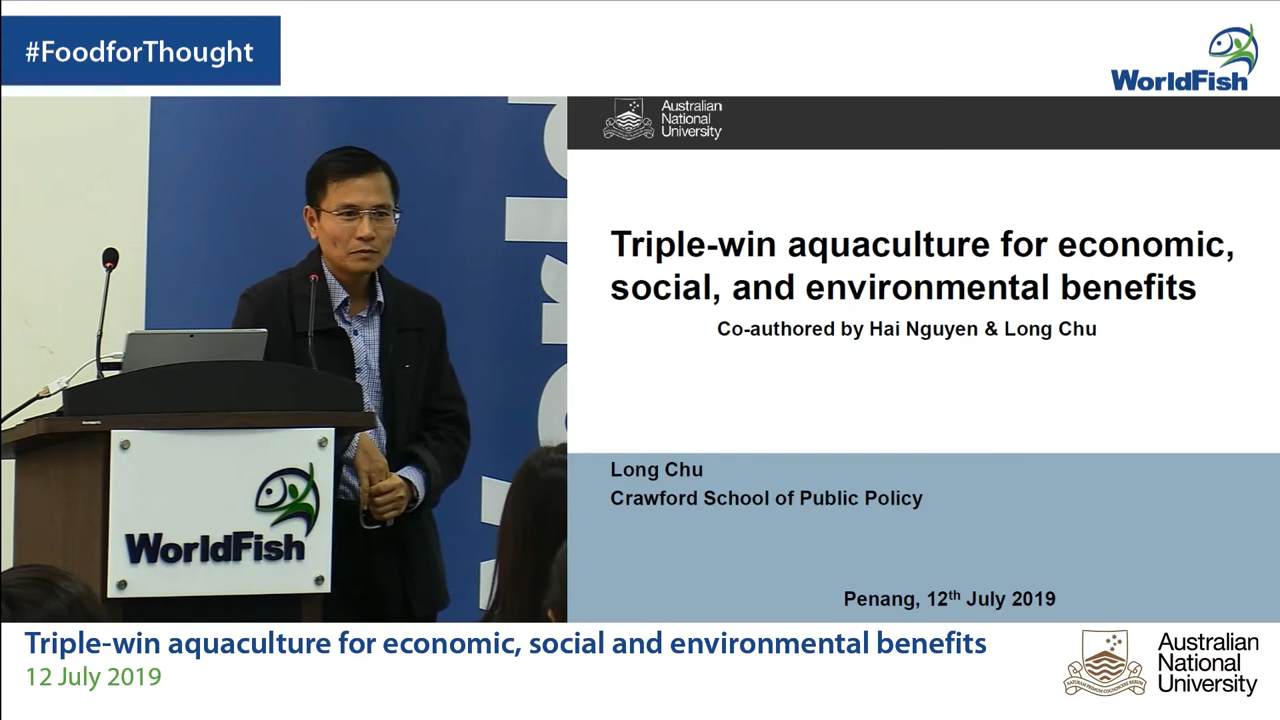 #FoodforThought
WorldFish
Australian
National
University
Triple-win aquaculture for economic,
social, and environmental benefits
Co-authored by Hai Nguyen & Long Chu
Long Chu
Crawford School of Public Policy
Penang, 12th July 2019
WorldFish
Triple-win aquaculture for economic, social and environmental benefits
12 July 2019
Australian
National
University